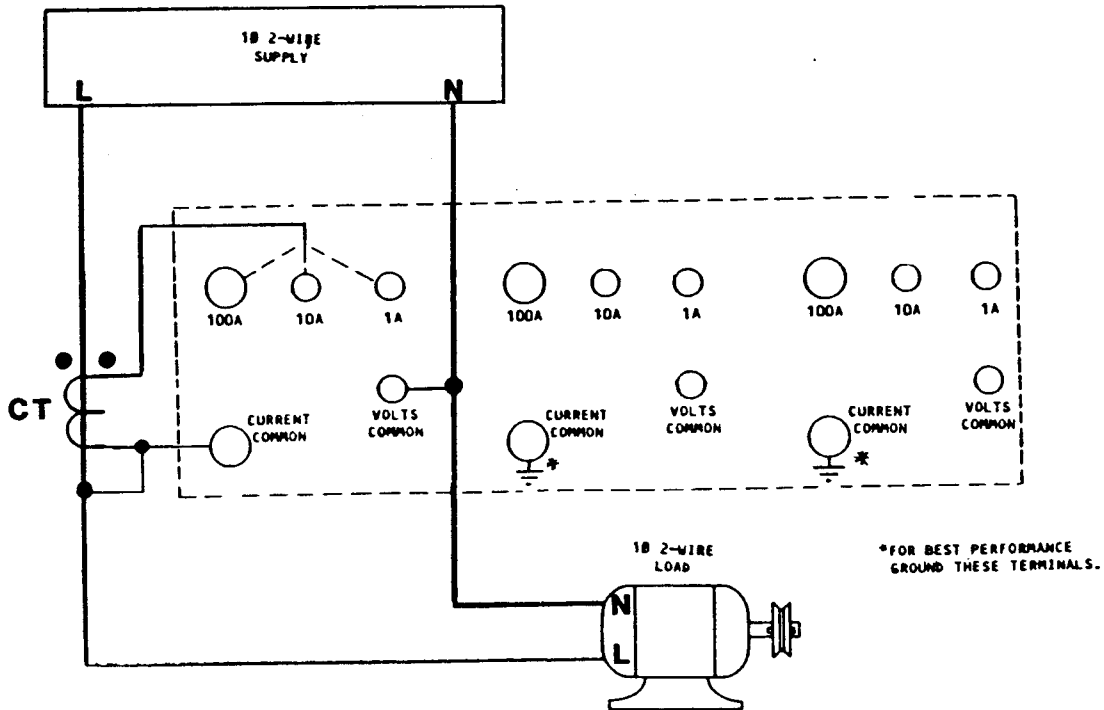 1Ø 2-WIRE
SUPPLY
L
N
100A
10A
1A
100A
10A
1A
100A
10A
1A
CT
CURRENT
COMMON
VOLTS
COMMON
CURRENT
COMMON
*
VOLTS
COMMON
CURRENT
COMMON
*
VOLTS
COMMON
1Ø 2-WIRE
LOAD
N
L
*FOR BEST PERFORMANCE
GROUND THESE TERMINALS.